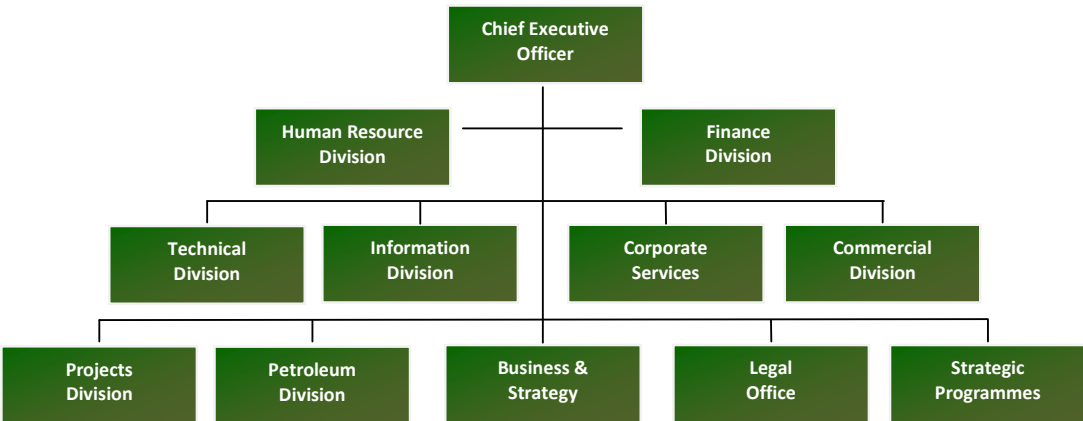 Chief Executive
Officer
Human Resource
Division
Finance
Division
Technical
Division
Information
Division
Corporate
Services
Commercial
Division
Projects
Division
Petroleum
Division
Business &
Strategy
Legal
Office
Strategic
Programmes